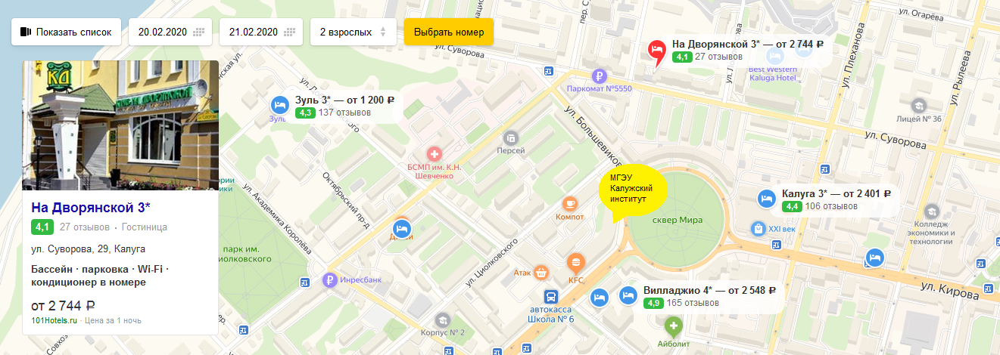 Показать список
20.02.2020
21.02.2020
2 взрослых
Выбрать номер
КД
На Дворянской 3*
4,1 27 отзывов · Гостиница
ул. Суворова, 29, Калуга
Бассейн · парковка · Wi-Fi ·
кондиционер в номере
от 2 744 ₽
101Hotels.ru · Цена за 1 ночь
ул. Суворова
ул. Огарёва
ул. Плеханова
ул. Рылеева
На Дворянской 3* — от 2 744 ₽
4,1 27 отзывов
Best Western
Kaluga Hotel
Паркомат №5550
Зуль 3* — от 1 200 ₽
4,3 137 отзывов
Лицей № 36
ул. Суворова
ул. Большевиков
Персей
БСМП им. К.Н.
Шевченко
Октябрьский пр-д
ул. Академика Королёва
МГЭУ
Калужский
институт
Компот
сквер Мира
Калуга 3* — от 2 401 ₽
4,4 106 отзывов
XXI век
Колледж
экономики и
технологии
парк им.
иолковского
ул. Циолковского
Инресбанк
Атак
KFC
Вилладжио 4* — от 2 548 ₽
4,9 165 отзывов
ул. Кирова
автокасса
Школа № 6
Корпус № 2
Айболит